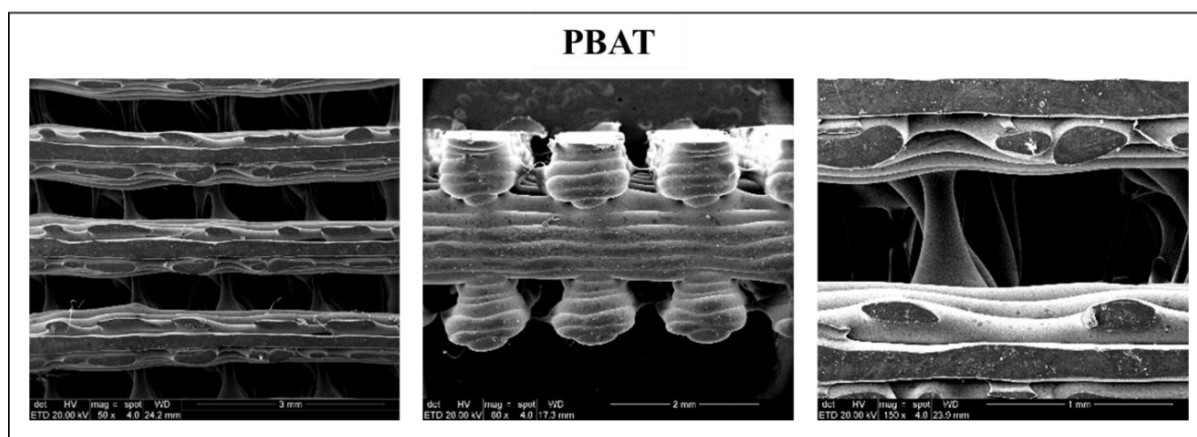 PBAT
det HV mag spot WD 3 mm
ETD 20.00 kV 50 x 4.0 24.2 mm
det HV mag spot WD 2 mm
ETD 20.00 kV 60 x 4.0 17.3 mm
det HV mag spot WD 1 mm
ETD 20.00 kV 150 x 4.0 23.9 mm